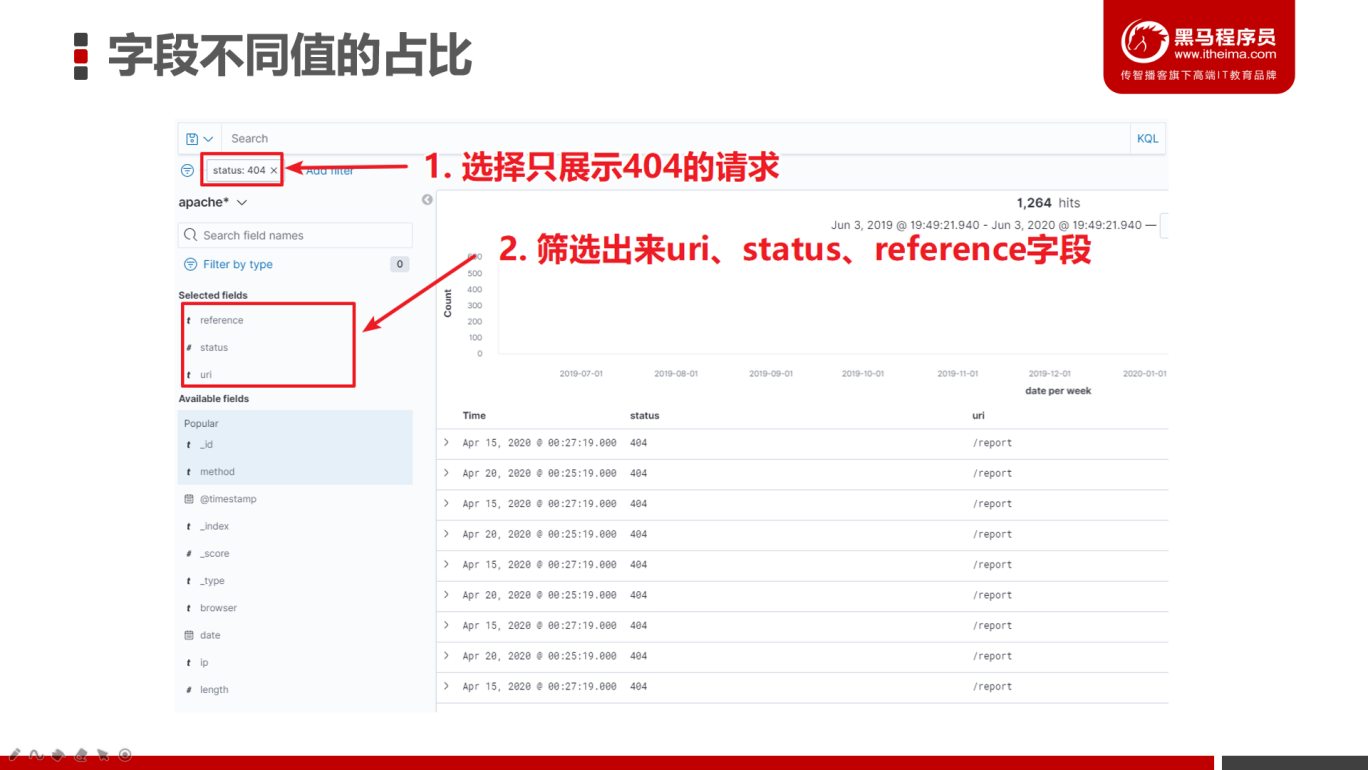 字段不同值的占比
黑马程序员
www.itheima.com
传智播客旗下高端IT教育品牌
Search
KQL
status: 404 ×
Add filter
1. 选择只展示404的请求
apache*
1,264 hits
Search field names
Jun 3, 2019 @ 19:49:21.940 - Jun 3, 2020 @ 19:49:21.940 —
2. 筛选出来uri、status、reference字段
Filter by type
0
Selected fields
reference
status
uri
Available fields
Popular
_id
method
@timestamp
_index
_score
_type
browser
date
ip
length
Count
500
400
300
200
100
0
2019-07-01 2019-08-01 2019-09-01 2019-10-01 2019-11-01 2019-12-01 2020-01-01
date per week
Time status uri
Apr 15, 2020 @ 00:27:19.000 404 /report
Apr 20, 2020 @ 00:25:19.000 404 /report
Apr 15, 2020 @ 00:27:19.000 404 /report
Apr 20, 2020 @ 00:25:19.000 404 /report
Apr 15, 2020 @ 00:27:19.000 404 /report
Apr 20, 2020 @ 00:25:19.000 404 /report
Apr 15, 2020 @ 00:27:19.000 404 /report
Apr 20, 2020 @ 00:25:19.000 404 /report
Apr 15, 2020 @ 00:27:19.000 404 /report